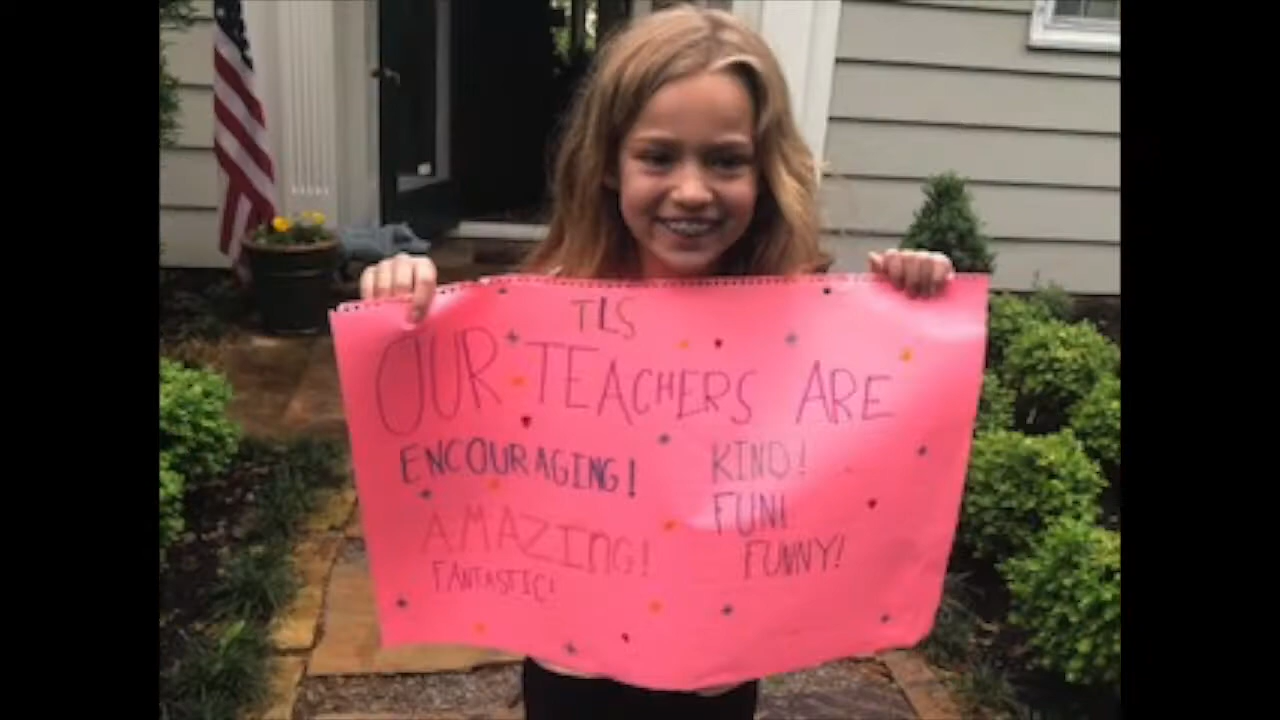 TLS
OUR TEACHERS ARE
ENCOURAGING!
AMAZING!
FANTASTIC!
KIND!
FUN!
FUNNY!